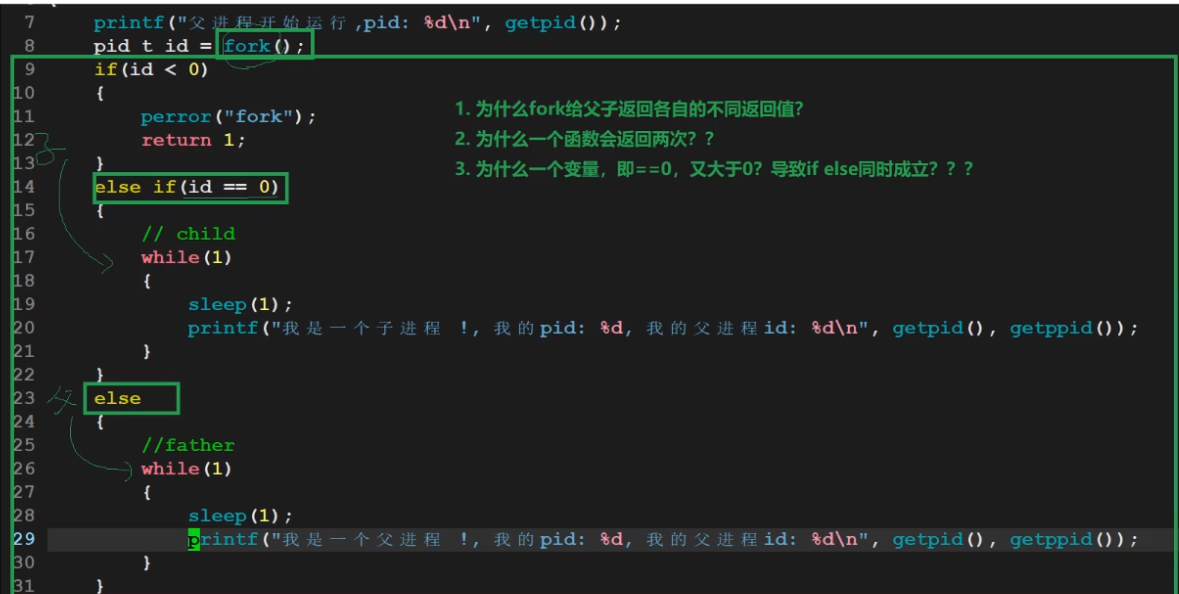 7 printf("父进程开始运行,pid: %d\n", getpid());
8 pid_t id = fork();
9 if(id < 0)
10 {
11 perror("fork");
1. 为什么fork给父子返回各自的不同返回值?
12 return 1;
2. 为什么一个函数会返回两次? ?
13 }
3. 为什么一个变量,即==0,又大于0? 导致if else同时成立? ? ?
14 else if(id == 0)
15 {
16 // child
17 while(1)
18 {
19 sleep(1);
20 printf("我是一个子进程 !, 我的pid: %d, 我的父进程id: %d\n", getpid(), getppid());
21 }
22 }
23 else
父
24 {
25 //father
26 while(1)
27 {
28 sleep(1);
29 printf("我是一个父进程 !, 我的pid: %d, 我的父进程id: %d\n", getpid(), getppid());
30 }
31 }